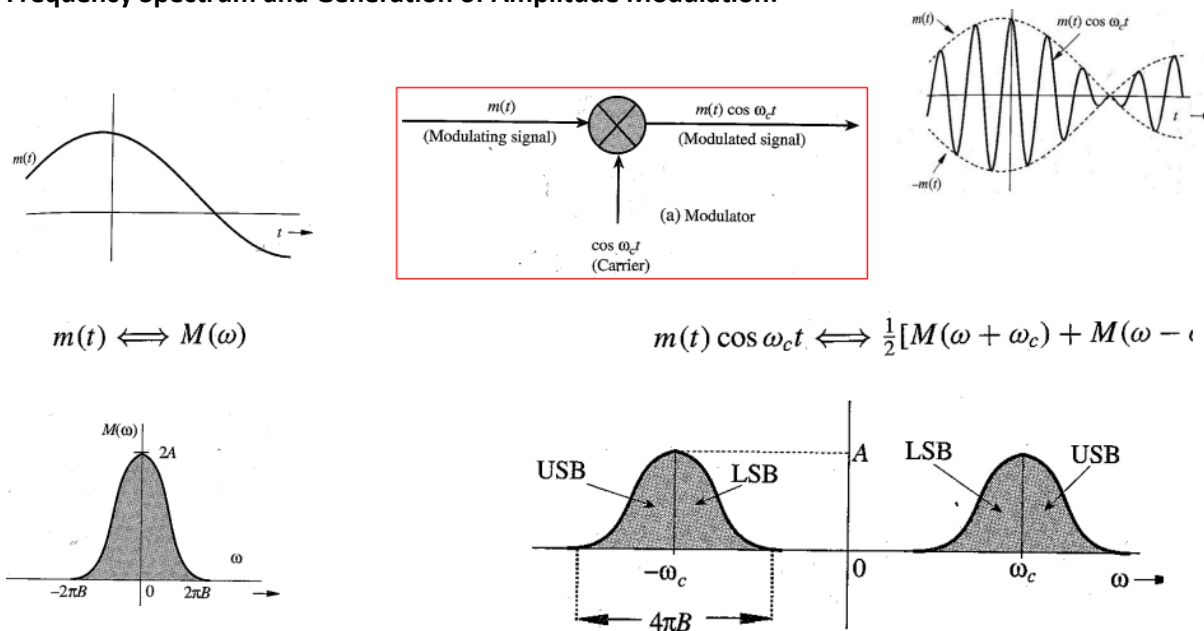 Frequency Spectrum and Generation of Amplitude Modulation:
m(t)
t
m(t)
(Modulating signal)
m(t) cos ω_c t
(Modulated signal)
(a) Modulator
cos ω_c t
(Carrier)
m(t)
m(t) cos ω_c t
t
−m(t)
m(t) ⟺ M(ω)
m(t) cos ω_c t ⟺ ½[M(ω + ω_c) + M(ω −
M(ω)
2A
ω
−2πB 0 2πB
USB LSB A LSB USB
−ω_c 0 ω_c ω
4πB